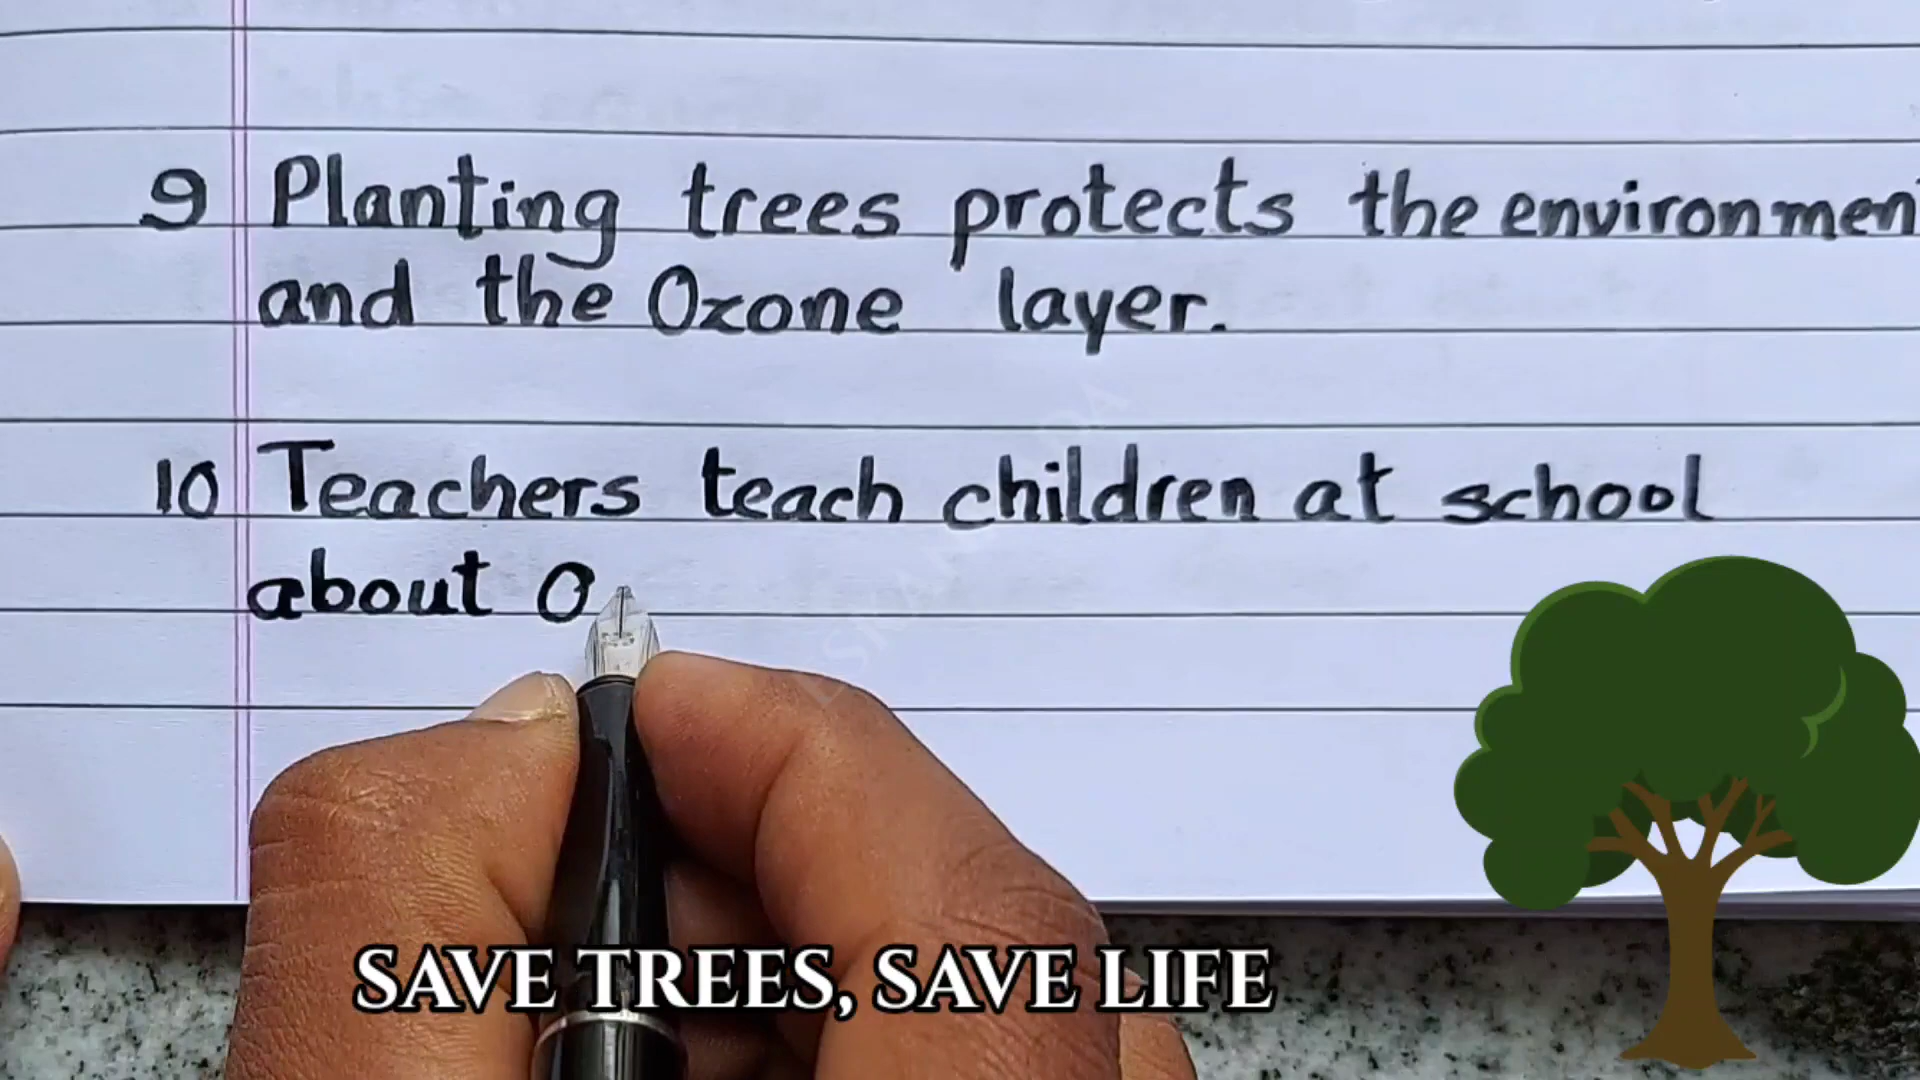 9 Planting trees protects the environmen
and the Ozone layer.
10 Teachers teach children at school
about O
SAVE TREES, SAVE LIFE